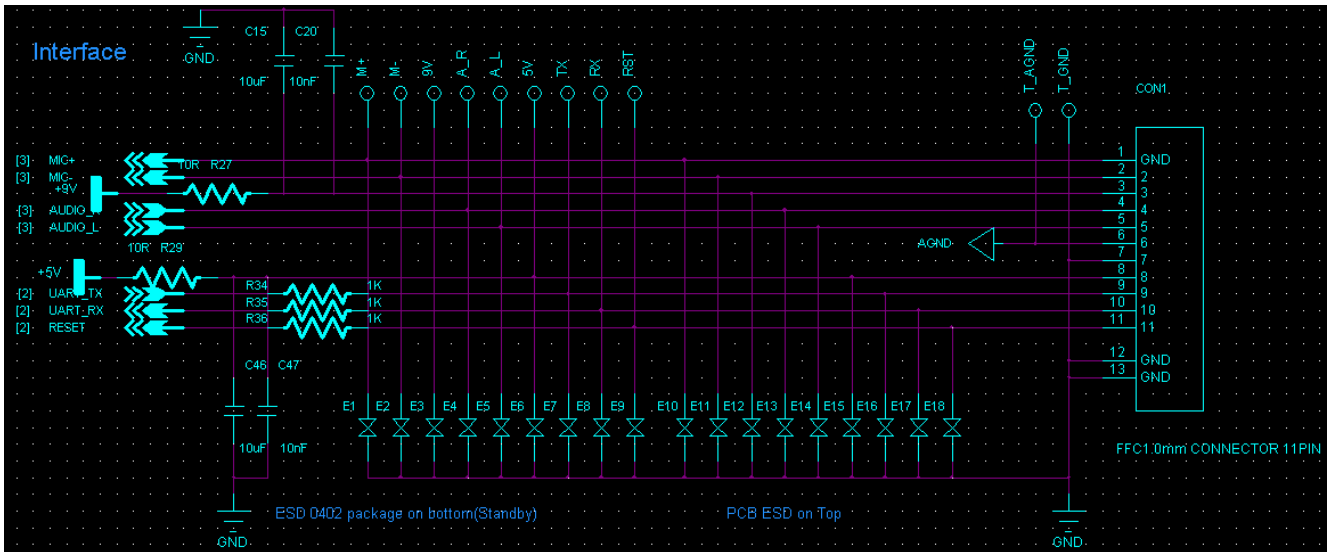 Interface
GND
C15 C20
10uF 10nF
M+ M- 9V A_R A_L 5V TX RX RST
T_AGND T_GND
CON1
[3] MIC+
[3] MIC-
10R R27
+9V
[3] AUDIO_R
[3] AUDIO_L
10R R29
+5V
[2] UART_TX
[2] UART_RX
[2] RESET
R34 1K
R35 1K
R36 1K
AGND
1 GND
2 2
3 3
4 4
5 5
6 6
7 7
8 8
9 9
10 10
11 11
12 GND
13 GND
C46 C47
10uF 10nF
E1 E2 E3 E4 E5 E6 E7 E8 E9 E10 E11 E12 E13 E14 E15 E16 E17 E18
FFC1.0mm CONNECTOR 11PIN
ESD 0402 package on bottom(Standby)
PCB ESD on Top
GND
GND